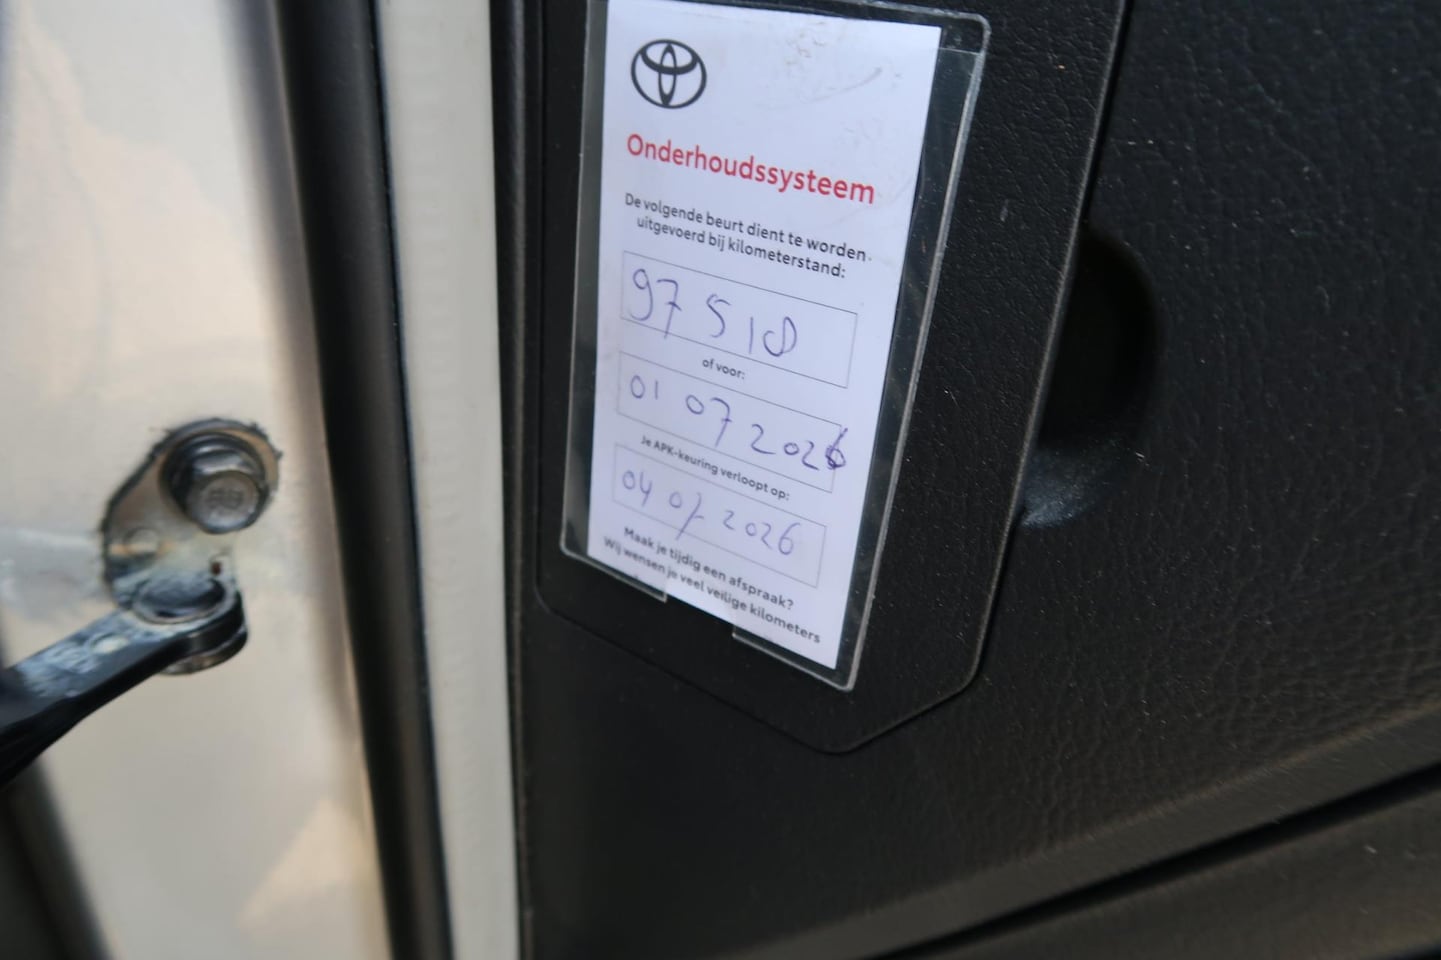 Onderhoudssysteem
De volgende beurt dient te worden
uitgevoerd bij kilometerstand:
97 518
of voor:
01 07 2026
Je APK-keuring verloopt op:
04 07 2026
Maak je tijdig een afspraak?
Wij wensen je veel veilige kilometers